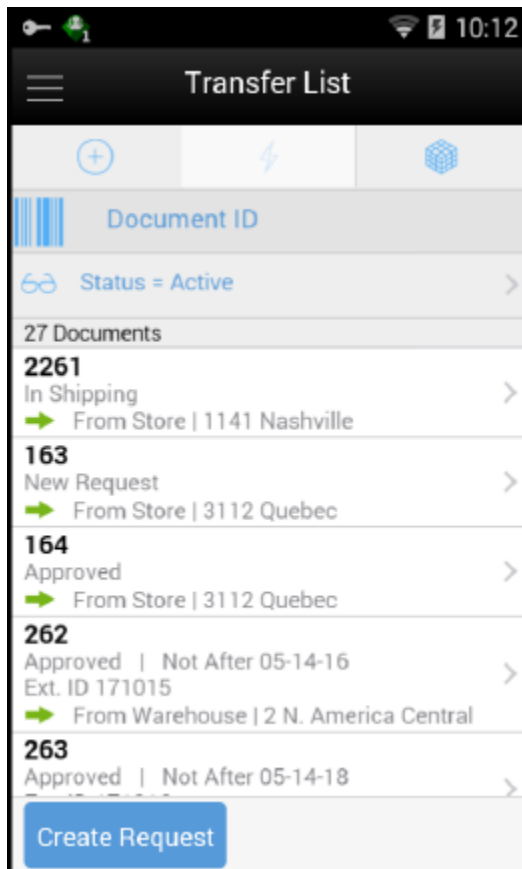 1
10:12
Transfer List
Document ID
Status = Active
27 Documents
2261
In Shipping
From Store | 1141 Nashville
163
New Request
From Store | 3112 Quebec
164
Approved
From Store | 3112 Quebec
262
Approved | Not After 05-14-16
Ext. ID 171015
From Warehouse | 2 N. America Central
263
Approved | Not After 05-14-18
Create Request